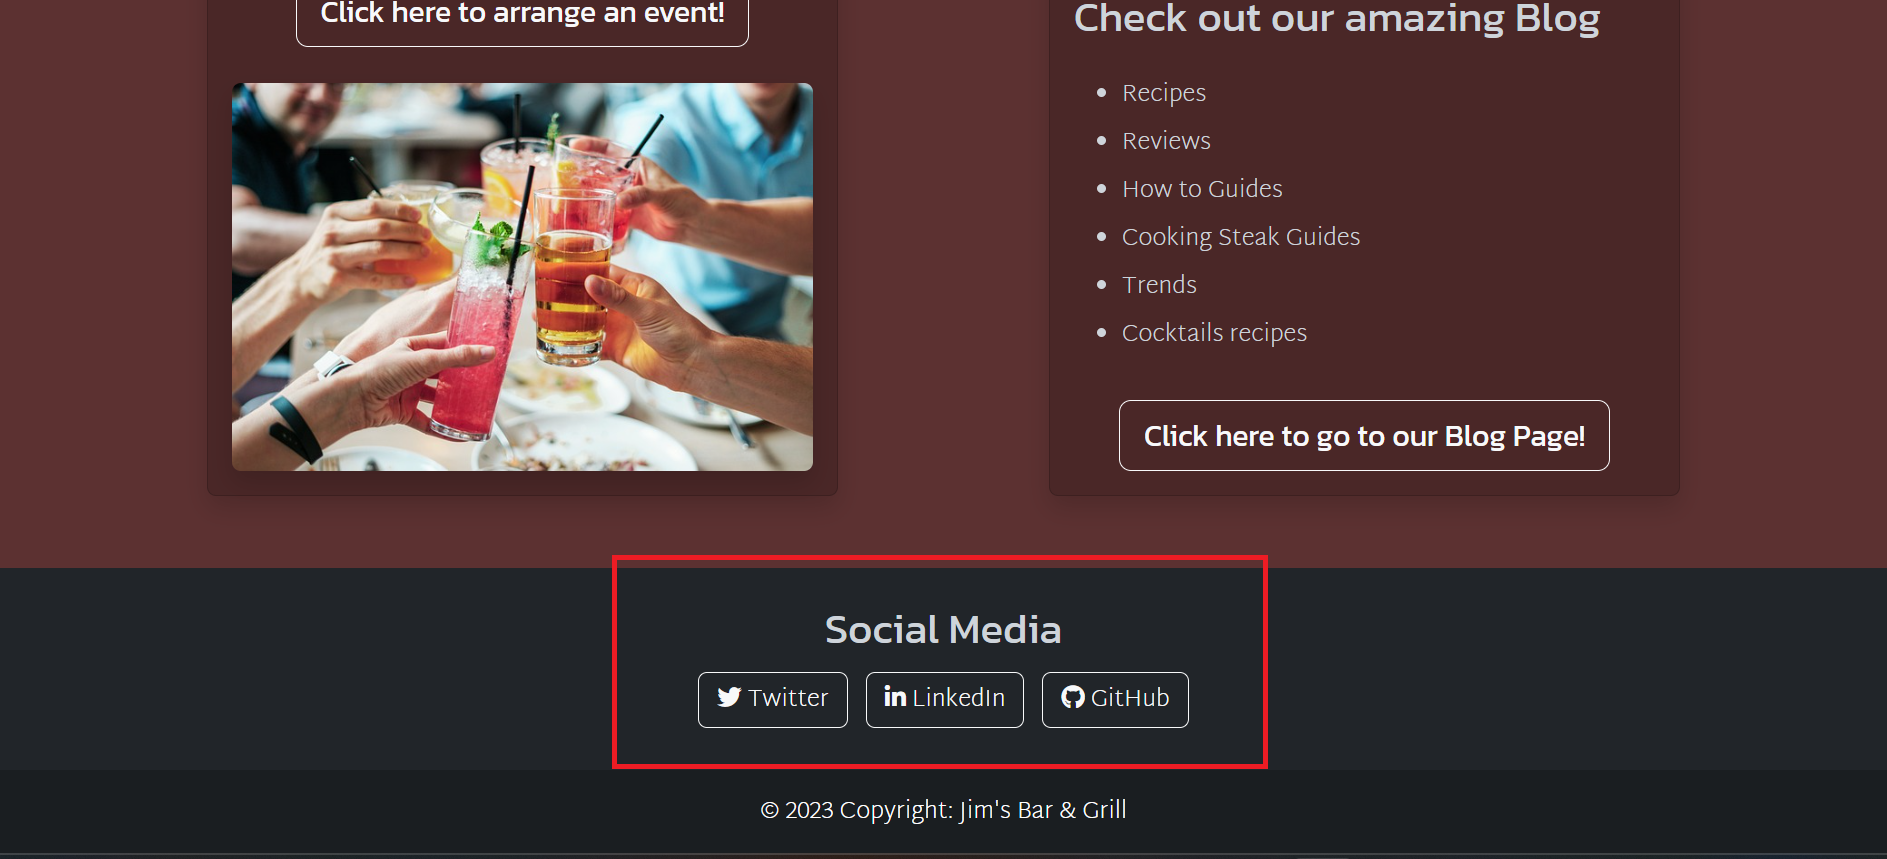 Click here to arrange an event!
Check out our amazing Blog
Recipes
Reviews
How to Guides
Cooking Steak Guides
Trends
Cocktails recipes
Click here to go to our Blog Page!
Social Media
Twitter
LinkedIn
GitHub
© 2023 Copyright: Jim's Bar & Grill